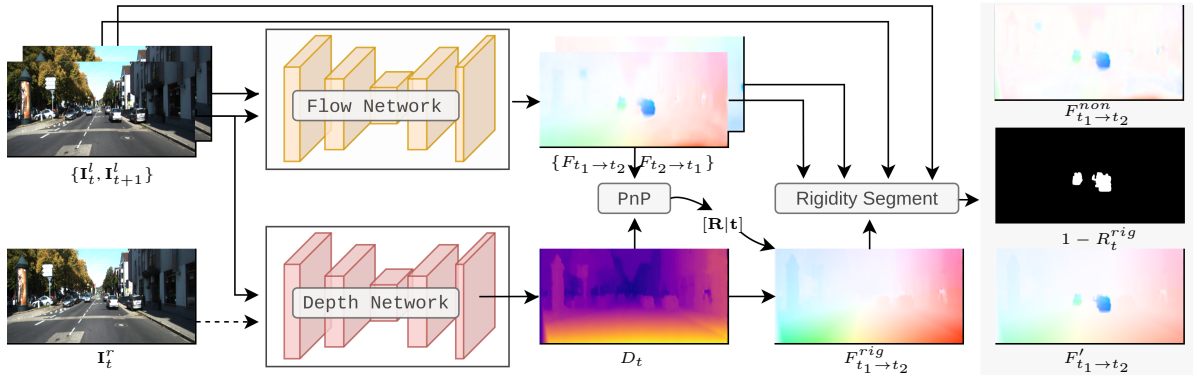 Flow Network
{I^l_t, I^l_{t+1}}
{F_{t_1→t_2}, F_{t_2→t_1}}
F^{non}_{t_1→t_2}
PnP
Rigidity Segment
[R|t]
1 − R^{rig}_t
Depth Network
I^r_t
D_t
F^{rig}_{t_1→t_2}
F′_{t_1→t_2}